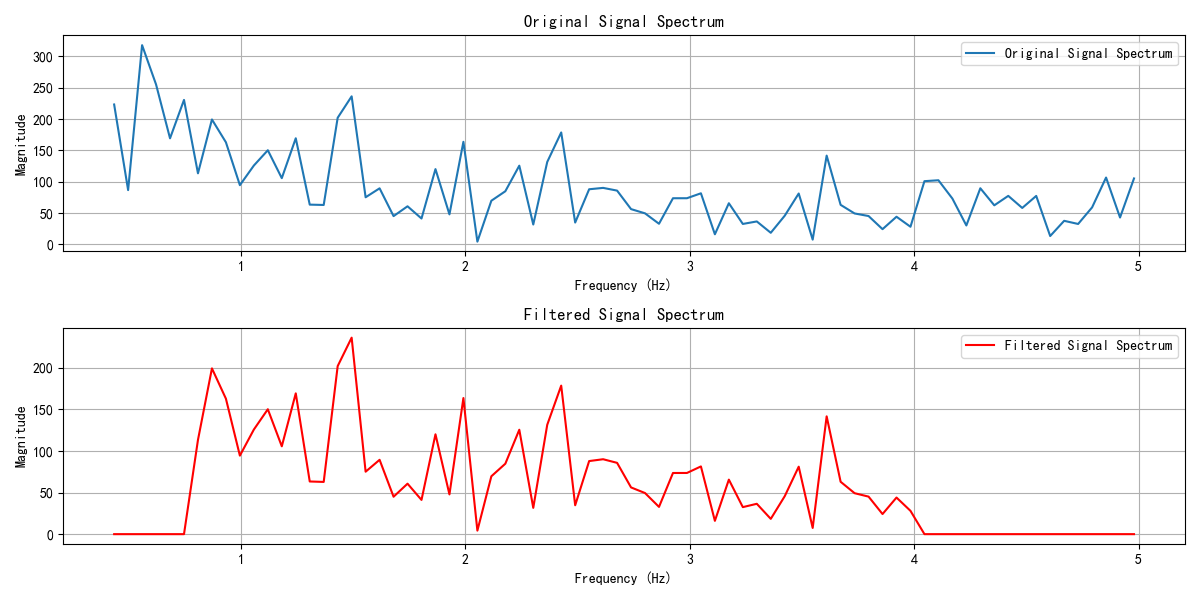 Original Signal Spectrum
Original Signal Spectrum
Magnitude
300
250
200
150
100
50
0
1 2 3 4 5
Frequency (Hz)
Filtered Signal Spectrum
Filtered Signal Spectrum
Magnitude
200
150
100
50
0
1 2 3 4 5
Frequency (Hz)